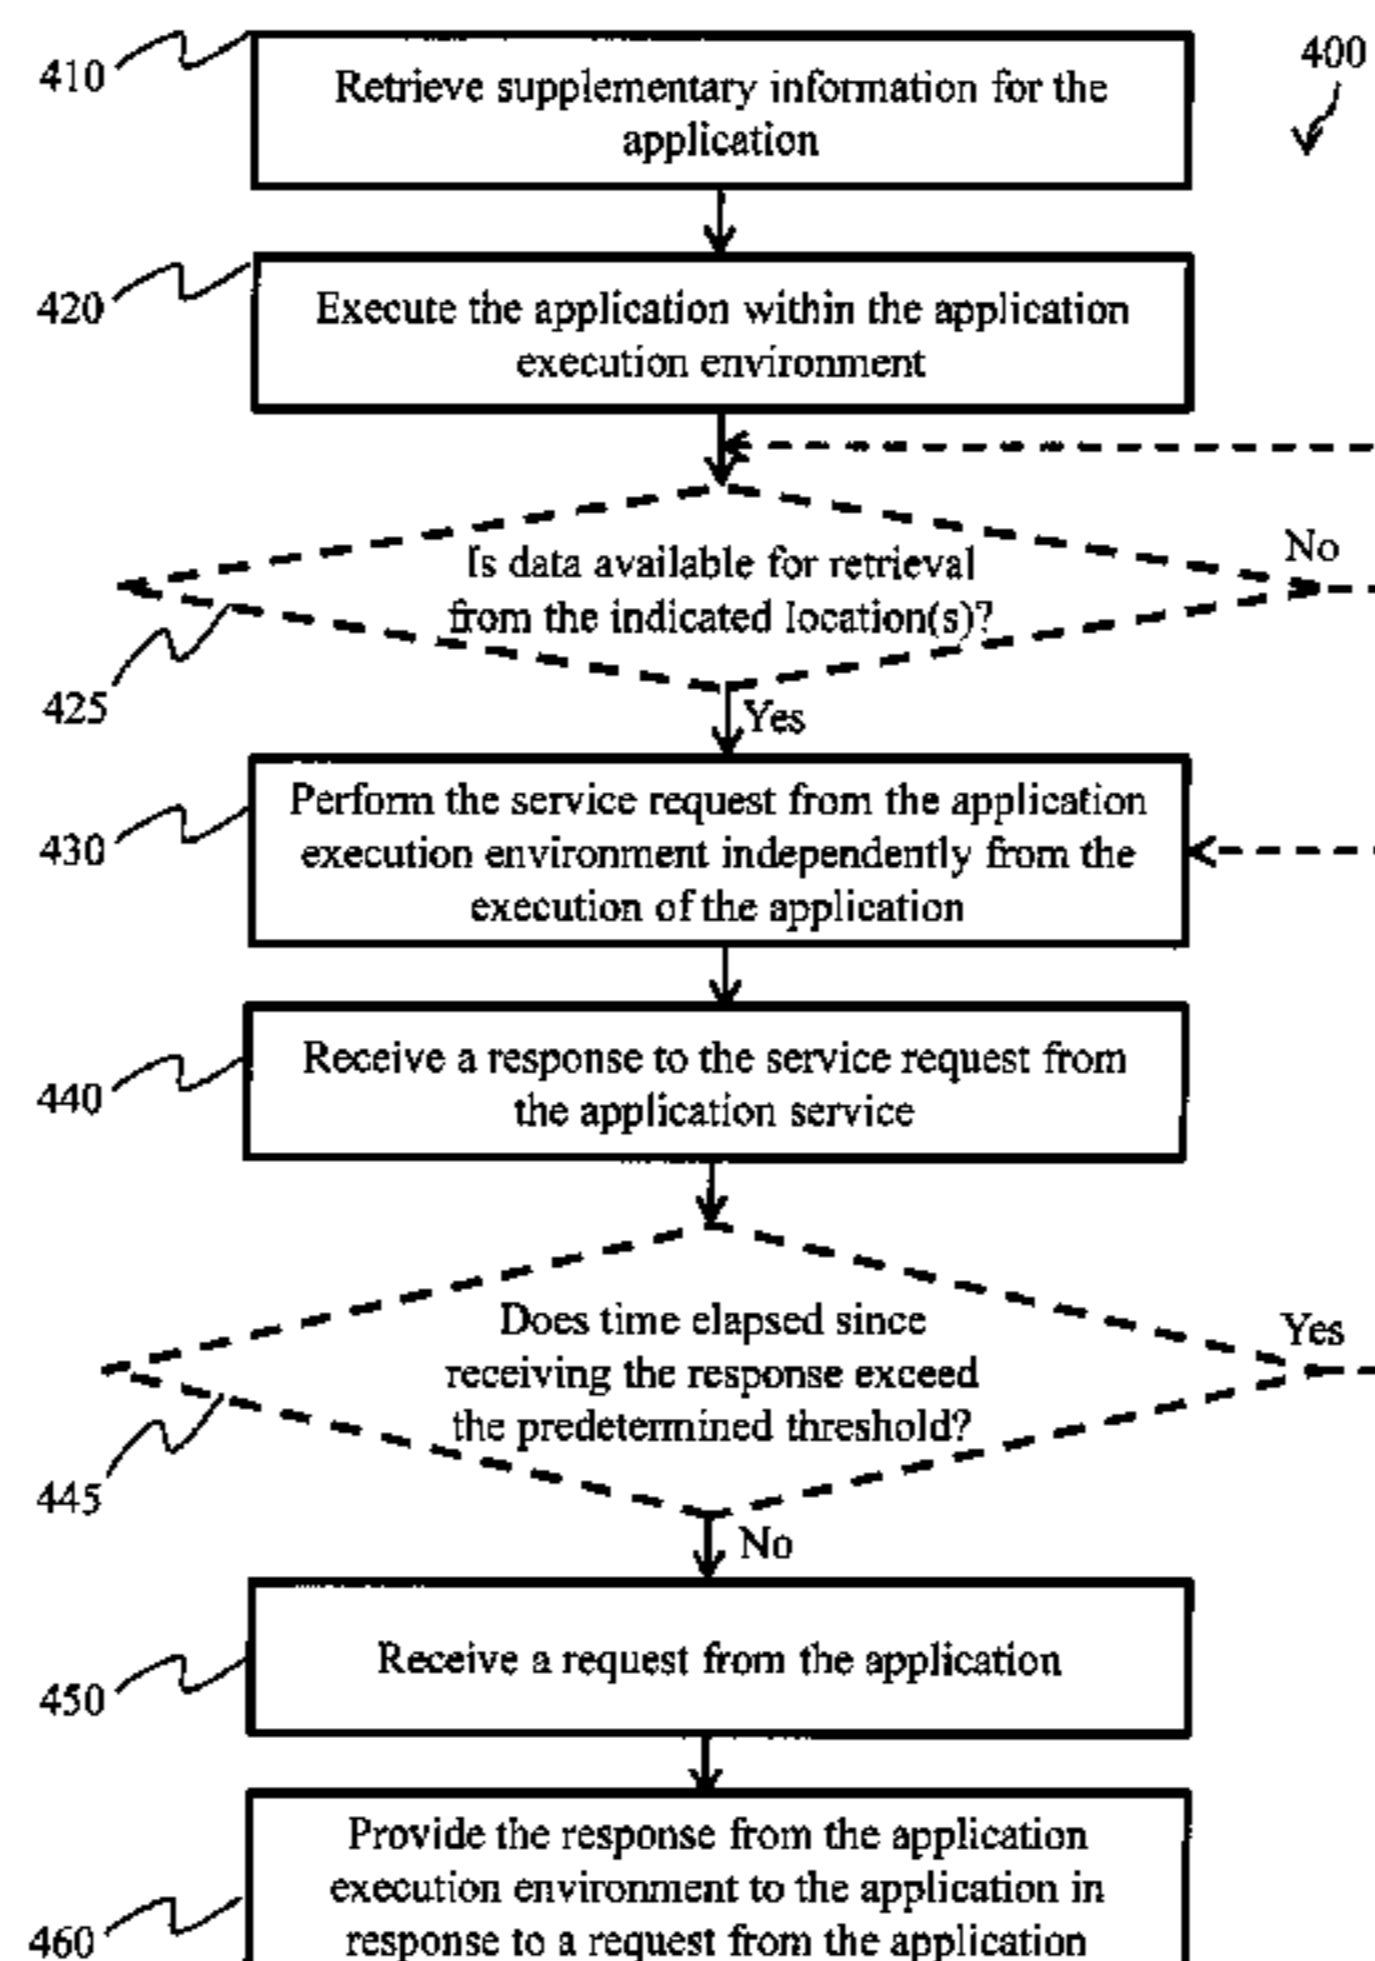 410
Retrieve supplementary information for the
application
400
420
Execute the application within the application
execution environment
Is data available for retrieval
from the indicated location(s)?
No
425
Yes
430
Perform the service request from the application
execution environment independently from the
execution of the application
440
Receive a response to the service request from
the application service
Does time elapsed since
receiving the response exceed
the predetermined threshold?
Yes
445
No
450
Receive a request from the application
460
Provide the response from the application
execution environment to the application in
response to a request from the application